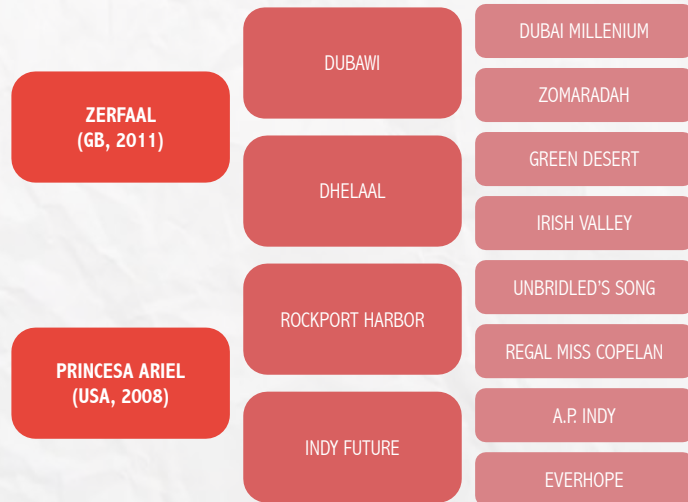 ZERFAAL
(GB, 2011)
PRINCESA ARIEL
(USA, 2008)
DUBAWI
DHELAAL
ROCKPORT HARBOR
INDY FUTURE
DUBAI MILLENIUM
ZOMARADAH
GREEN DESERT
IRISH VALLEY
UNBRIDLED'S SONG
REGAL MISS COPELAN
A.P. INDY
EVERHOPE